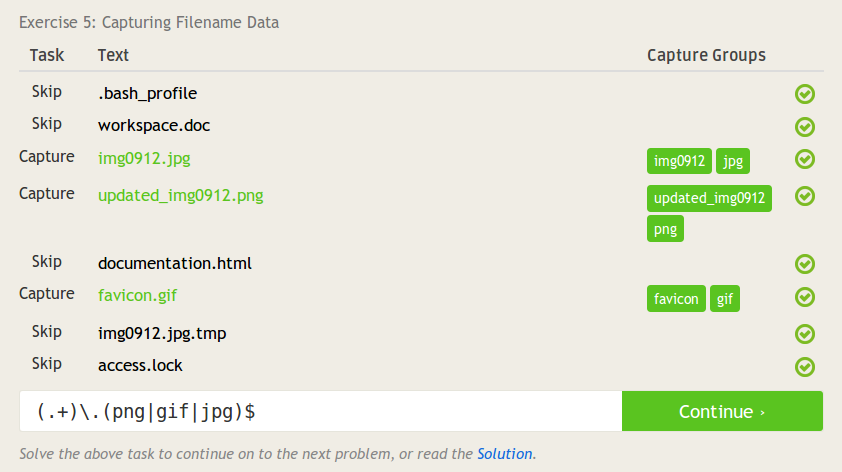 Exercise 5: Capturing Filename Data
Task Text Capture Groups
Skip .bash_profile
Skip workspace.doc
Capture img0912.jpg img0912 jpg
Capture updated_img0912.png updated_img0912
png
Skip documentation.html
Capture favicon.gif favicon gif
Skip img0912.jpg.tmp
Skip access.lock
(.+)\.(png|gif|jpg)$ Continue ›
Solve the above task to continue on to the next problem, or read the Solution.